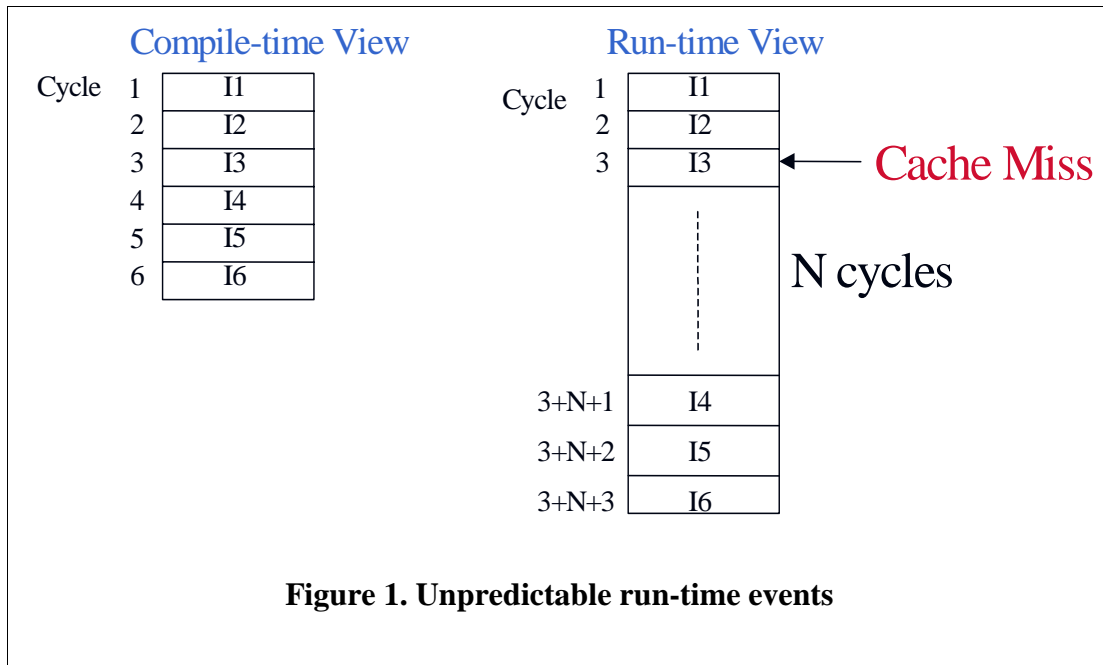 Compile-time View
Cycle 1 I1
2 I2
3 I3
4 I4
5 I5
6 I6
Run-time View
Cycle 1 I1
2 I2
3 I3
Cache Miss
N cycles
3+N+1 I4
3+N+2 I5
3+N+3 I6
Figure 1. Unpredictable run-time events